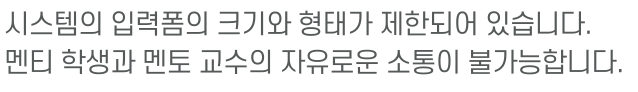 시스템의 입력폼의 크기와 형태가 제한되어 있습니다.
멘티 학생과 멘토 교수의 자유로운 소통이 불가능합니다.